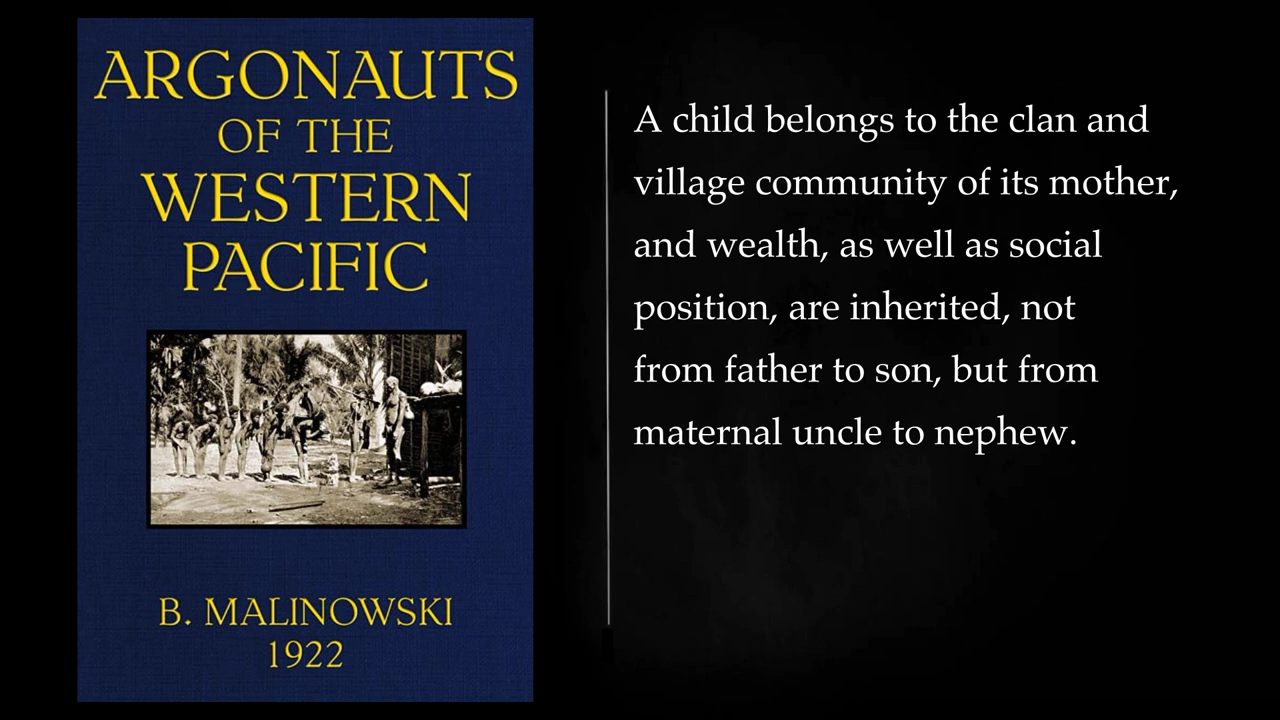 ARGONAUTS
OF THE
WESTERN
PACIFIC
B. MALINOWSKI
1922
A child belongs to the clan and
village community of its mother,
and wealth, as well as social
position, are inherited, not
from father to son, but from
maternal uncle to nephew.